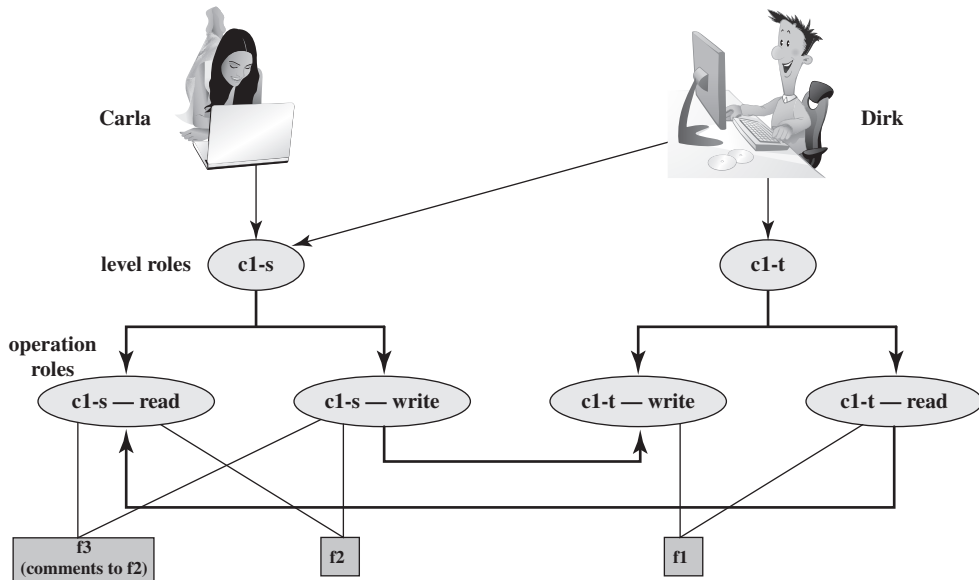 Carla
Dirk
level roles
c1-s
c1-t
operation
roles
c1-s — read
c1-s — write
c1-t — write
c1-t — read
f3
(comments to f2)
f2
f1